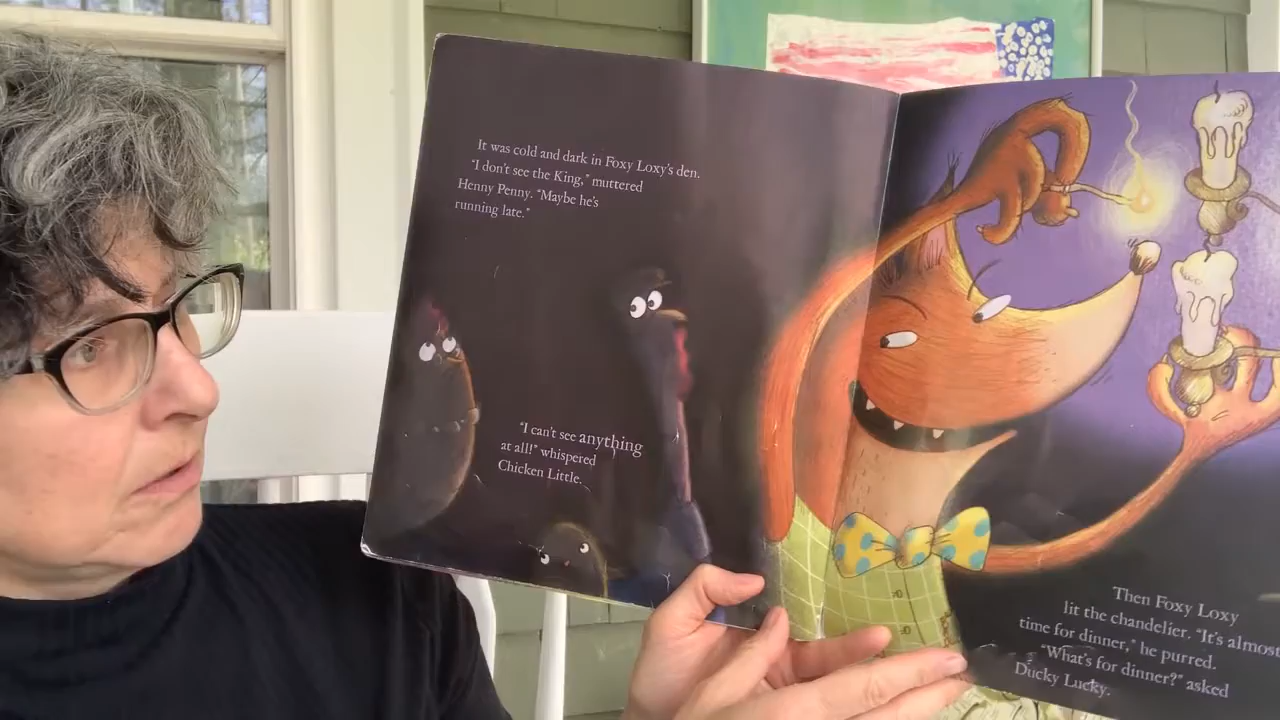 It was cold and dark in Foxy Loxy's den.
"I don't see the King," muttered
Henny Penny. "Maybe he's
running late."
"I can't see anything
at all!" whispered
Chicken Little.
Then Foxy Loxy
lit the chandelier. "It's almost
time for dinner," he purred.
"What's for dinner?" asked
Ducky Lucky.